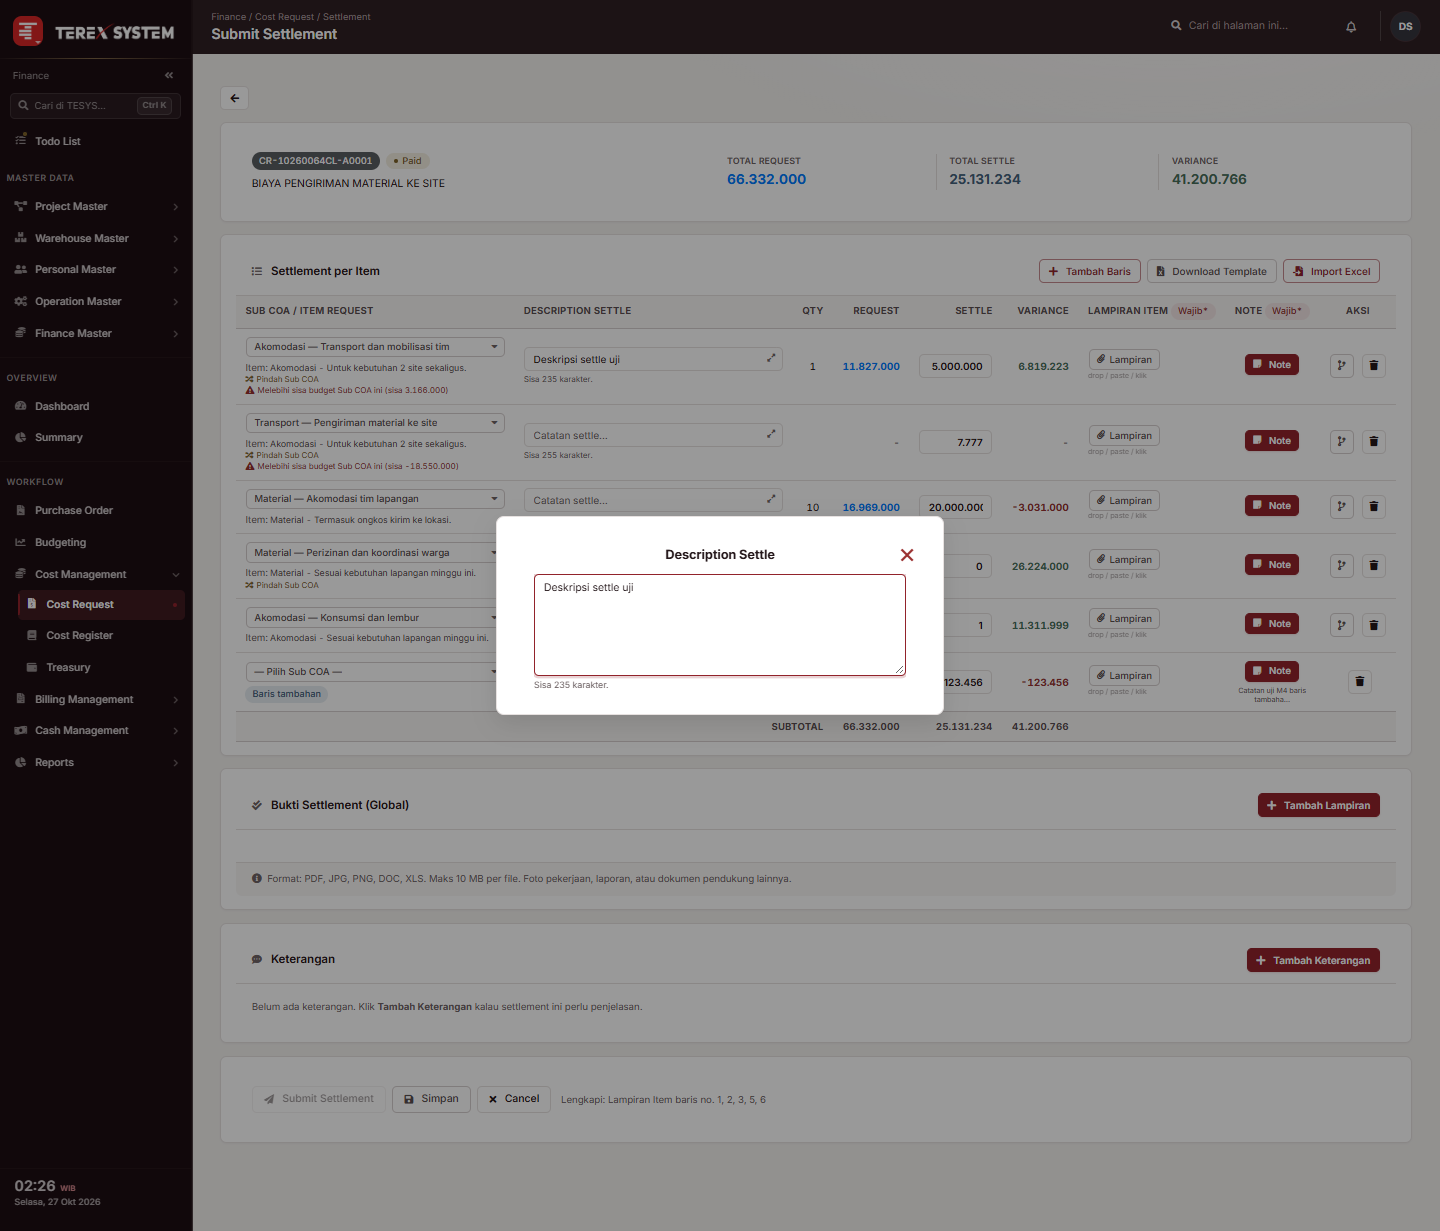 TEREX SYSTEM
Finance
Cari di TESYS...
Ctrl K
Todo List
MASTER DATA
Project Master
Warehouse Master
Personal Master
Operation Master
Finance Master
OVERVIEW
Dashboard
Summary
WORKFLOW
Purchase Order
Budgeting
Cost Management
Cost Request
Cost Register
Treasury
Billing Management
Cash Management
Reports
02:26 WIB
Selasa, 27 Okt 2026
Finance / Cost Request / Settlement
Submit Settlement
Cari di halaman ini...
DS
CR-10260064CL-A0001
Paid
BIAYA PENGIRIMAN MATERIAL KE SITE
TOTAL REQUEST
66.332.000
TOTAL SETTLE
25.131.234
VARIANCE
41.200.766
Settlement per Item
Tambah Baris
Download Template
Import Excel
SUB COA / ITEM REQUEST DESCRIPTION SETTLE QTY REQUEST SETTLE VARIANCE LAMPIRAN ITEM Wajib* NOTE Wajib* AKSI
Akomodasi — Transport dan mobilisasi tim
Item: Akomodasi - Untuk kebutuhan 2 site sekaligus.
Pindah Sub COA
Melebihi sisa budget Sub COA ini (sisa 3.166.000)
Deskripsi settle uji
Sisa 235 karakter.
1 11.827.000 5.000.000 6.819.223
Lampiran
drop / paste / klik
Note
Transport — Pengiriman material ke site
Item: Akomodasi - Untuk kebutuhan 2 site sekaligus.
Pindah Sub COA
Melebihi sisa budget Sub COA ini (sisa -18.550.000)
Catatan settle...
Sisa 255 karakter.
- 7.777 -
Lampiran
drop / paste / klik
Note
Material — Akomodasi tim lapangan
Item: Material - Termasuk ongkos kirim ke lokasi.
Catatan settle...
10 16.969.000 20.000.000 -3.031.000
Lampiran
drop / paste / klik
Note
Material — Perizinan dan koordinasi warga
Item: Material - Sesuai kebutuhan lapangan minggu ini.
Pindah Sub COA
0 26.224.000
Lampiran
drop / paste / klik
Note
Akomodasi — Konsumsi dan lembur
Item: Akomodasi - Sesuai kebutuhan lapangan minggu ini.
1 11.311.999
Lampiran
drop / paste / klik
Note
— Pilih Sub COA —
Baris tambahan
123.456 -123.456
Lampiran
drop / paste / klik
Note
Catatan uji M4 baris
tambaha...
SUBTOTAL 66.332.000 25.131.234 41.200.766
Description Settle
Deskripsi settle uji
Sisa 235 karakter.
Bukti Settlement (Global)
Tambah Lampiran
Format: PDF, JPG, PNG, DOC, XLS. Maks 10 MB per file. Foto pekerjaan, laporan, atau dokumen pendukung lainnya.
Keterangan
Tambah Keterangan
Belum ada keterangan. Klik Tambah Keterangan kalau settlement ini perlu penjelasan.
Submit Settlement
Simpan
Cancel
Lengkapi: Lampiran Item baris no. 1, 2, 3, 5, 6